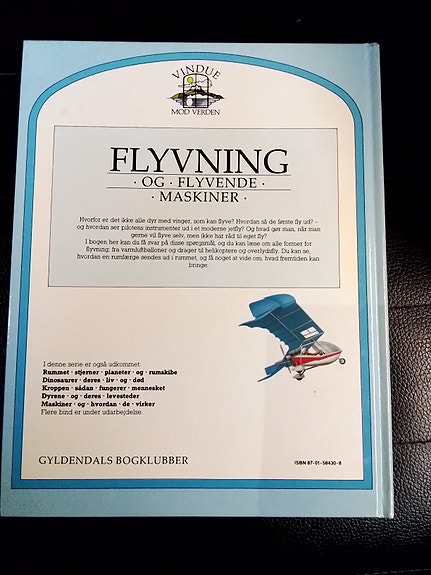 VINDUE
MOD VERDEN
FLYVNING
· OG · FLYVENDE ·
· MASKINER ·
Hvorfor er det ikke alle dyr med vinger, som kan flyve? Hvordan så de første fly ud? –
og hvordan ser pilotens instrumenter ud i et moderne jetfly? Og hvad gør man, når man
gerne vil flyve selv, men ikke har råd til eget fly?
I bogen her kan du få svar på disse spørgsmål, og du kan læse om alle former for
flyvning, fra varmluftballoner og drager til helikoptere og overlydsfly. Du kan se,
hvordan en rumfærge sendes ud i rummet, og få noget at vide om, hvad fremtiden kan
bringe.
I denne serie er også udkommet:
Rummet · stjerner · planeter · og · rumskibe
Dinosaurer · deres · liv · og · død
Kroppen · sådan · fungerer · mennesket
Dyrene · og · deres · levesteder
Maskiner · og · hvordan · de · virker
Flere bind er under udarbejdelse.
GYLDENDALS BOGKLUBBER
ISBN 87-01-58430-8